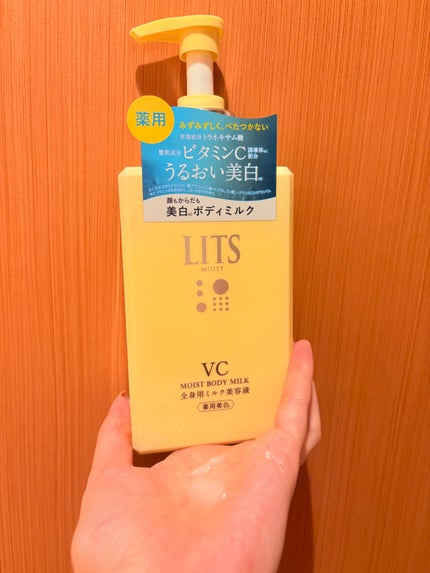 薬用
みずみずしく、べたつかない
有効成分トラネキサム酸
整肌成分 ビタミンC 誘導体 配合
うるおい美白
顔もからだも
美白 ボディミルク
LITS
MOIST
VC
MOIST BODY MILK
全身用ミルク美容液
薬用美白